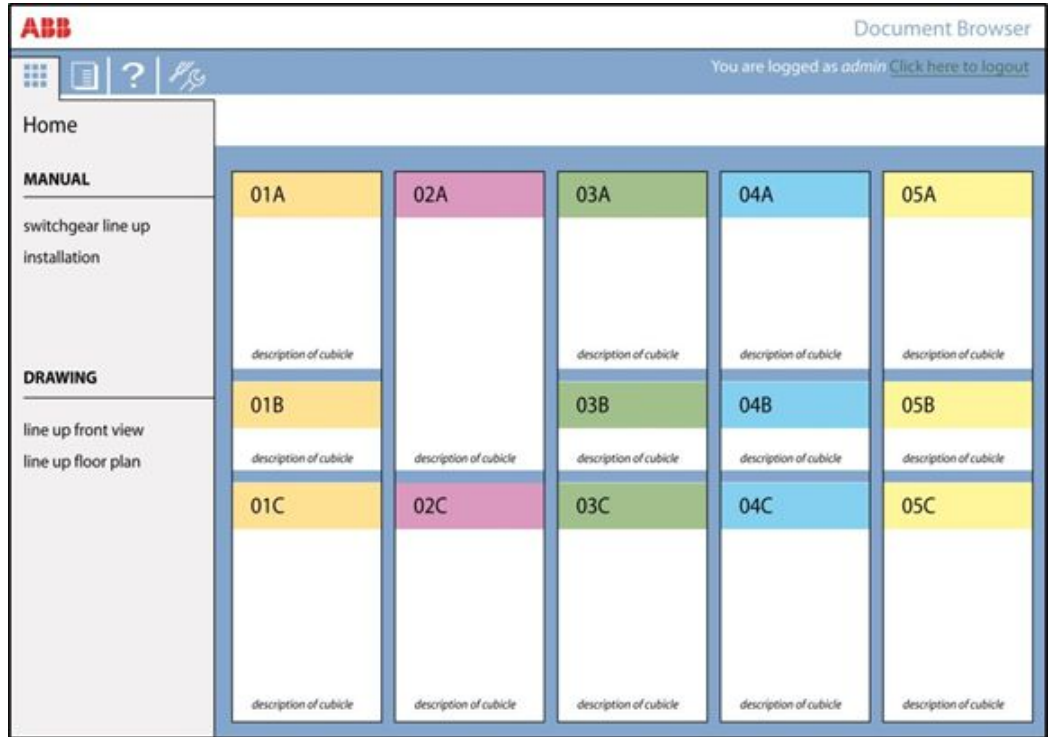 ABB
Document Browser
?
You are logged as admin Click here to logout
Home
MANUAL
switchgear line up
installation
DRAWING
line up front view
line up floor plan
01A
02A
03A
04A
05A
description of cubicle
description of cubicle
description of cubicle
description of cubicle
01B
03B
04B
05B
description of cubicle
description of cubicle
description of cubicle
description of cubicle
description of cubicle
01C
02C
03C
04C
05C
description of cubicle
description of cubicle
description of cubicle
description of cubicle
description of cubicle